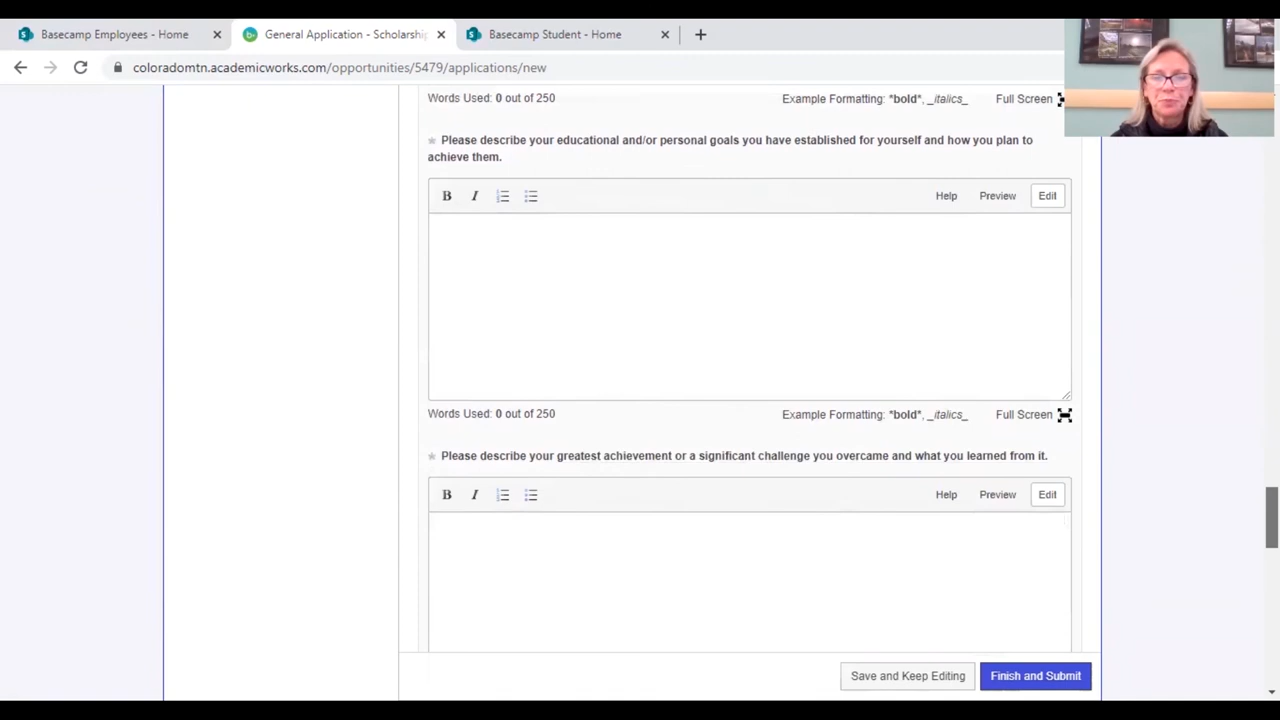 Basecamp Employees - Home
General Application - Scholarship
Basecamp Student - Home
coloradomtn.academicworks.com/opportunities/5479/applications/new
Words Used: 0 out of 250 Example Formatting: *bold*, _italics_ Full Screen
* Please describe your educational and/or personal goals you have established for yourself and how you plan to
achieve them.
B I Help Preview Edit
Words Used: 0 out of 250 Example Formatting: *bold*, _italics_ Full Screen
* Please describe your greatest achievement or a significant challenge you overcame and what you learned from it.
B I Help Preview Edit
Save and Keep Editing Finish and Submit